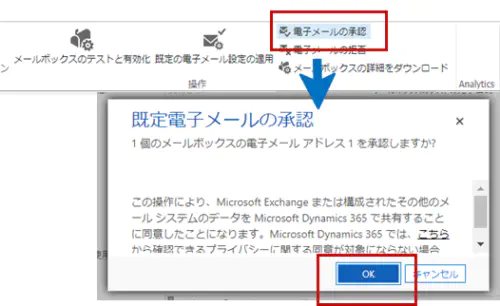 電子メールの承認
電子メールの拒否
ン メールボックスのテストと有効化 既定の電子メール設定の適用 メールボックスの詳細をダウンロード
操作
Analytics
既定電子メールの承認
1 個のメールボックスの電子メール アドレス 1 を承認しますか?
この操作により、Microsoft Exchange または構成されたその他のメ
ール システムのデータを Microsoft Dynamics 365 で共有すること
に同意したことになります。Microsoft Dynamics 365 では、こちら
から確認できるプライバシーに関する同意が対象にならない場合
使用
OK
キャンセル